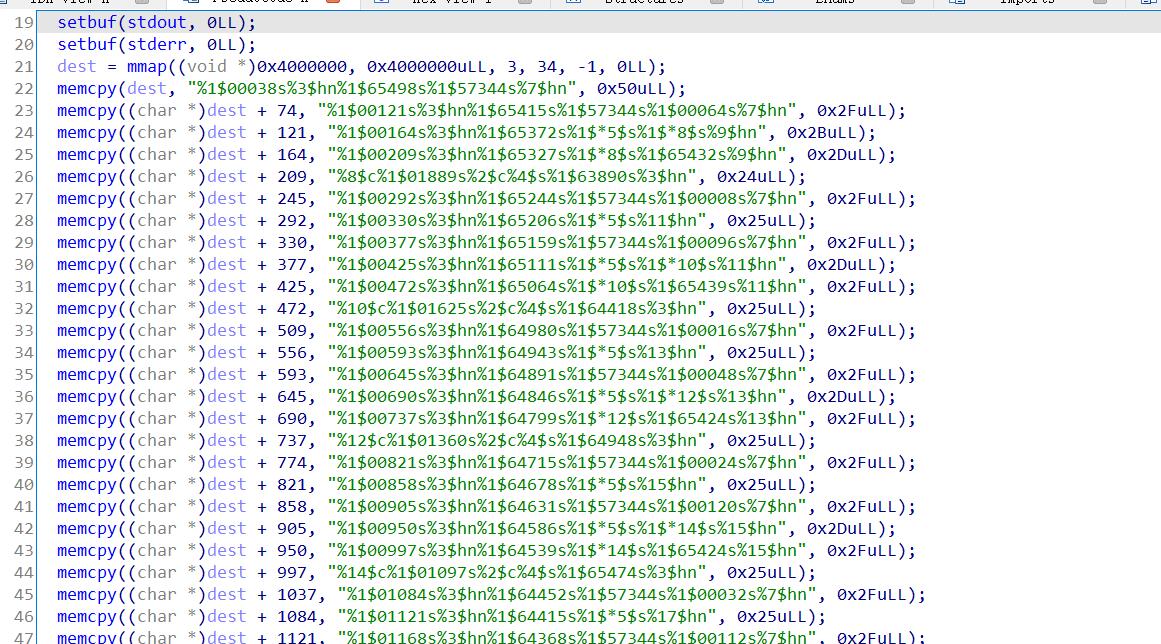 Structures
Enums
Imports
19 setbuf(stdout, 0LL);
20 setbuf(stderr, 0LL);
21 dest = mmap((void *)0x4000000, 0x4000000uLL, 3, 34, -1, 0LL);
22 memcpy(dest, "%1$00038s%3$hn%1$65498s%1$57344s%7$hn", 0x50uLL);
23 memcpy((char *)dest + 74, "%1$00121s%3$hn%1$65415s%1$57344s%1$00064s%7$hn", 0x2FuLL);
24 memcpy((char *)dest + 121, "%1$00164s%3$hn%1$65372s%1$*5$s%1$*8$s%9$hn", 0x2BuLL);
25 memcpy((char *)dest + 164, "%1$00209s%3$hn%1$65327s%1$*8$s%1$65432s%9$hn", 0x2DuLL);
26 memcpy((char *)dest + 209, "%8$c%1$01889s%2$c%4$s%1$63890s%3$hn", 0x24uLL);
27 memcpy((char *)dest + 245, "%1$00292s%3$hn%1$65244s%1$57344s%1$00008s%7$hn", 0x2FuLL);
28 memcpy((char *)dest + 292, "%1$00330s%3$hn%1$65206s%1$*5$s%11$hn", 0x25uLL);
29 memcpy((char *)dest + 330, "%1$00377s%3$hn%1$65159s%1$57344s%1$00096s%7$hn", 0x2FuLL);
30 memcpy((char *)dest + 377, "%1$00425s%3$hn%1$65111s%1$*5$s%1$*10$s%11$hn", 0x2DuLL);
31 memcpy((char *)dest + 425, "%1$00472s%3$hn%1$65064s%1$*10$s%1$65439s%11$hn", 0x2FuLL);
32 memcpy((char *)dest + 472, "%10$c%1$01625s%2$c%4$s%1$64418s%3$hn", 0x25uLL);
33 memcpy((char *)dest + 509, "%1$00556s%3$hn%1$64980s%1$57344s%1$00016s%7$hn", 0x2FuLL);
34 memcpy((char *)dest + 556, "%1$00593s%3$hn%1$64943s%1$*5$s%13$hn", 0x25uLL);
35 memcpy((char *)dest + 593, "%1$00645s%3$hn%1$64891s%1$57344s%1$00048s%7$hn", 0x2FuLL);
36 memcpy((char *)dest + 645, "%1$00690s%3$hn%1$64846s%1$*5$s%1$*12$s%13$hn", 0x2DuLL);
37 memcpy((char *)dest + 690, "%1$00737s%3$hn%1$64799s%1$*12$s%1$65424s%13$hn", 0x2FuLL);
38 memcpy((char *)dest + 737, "%12$c%1$01360s%2$c%4$s%1$64948s%3$hn", 0x25uLL);
39 memcpy((char *)dest + 774, "%1$00821s%3$hn%1$64715s%1$57344s%1$00024s%7$hn", 0x2FuLL);
40 memcpy((char *)dest + 821, "%1$00858s%3$hn%1$64678s%1$*5$s%15$hn", 0x25uLL);
41 memcpy((char *)dest + 858, "%1$00905s%3$hn%1$64631s%1$57344s%1$00120s%7$hn", 0x2FuLL);
42 memcpy((char *)dest + 905, "%1$00950s%3$hn%1$64586s%1$*5$s%1$*14$s%15$hn", 0x2DuLL);
43 memcpy((char *)dest + 950, "%1$00997s%3$hn%1$64539s%1$*14$s%1$65424s%15$hn", 0x2FuLL);
44 memcpy((char *)dest + 997, "%14$c%1$01097s%2$c%4$s%1$65474s%3$hn", 0x25uLL);
45 memcpy((char *)dest + 1037, "%1$01084s%3$hn%1$64452s%1$57344s%1$00032s%7$hn", 0x2FuLL);
46 memcpy((char *)dest + 1084, "%1$01121s%3$hn%1$64415s%1$*5$s%17$hn", 0x25uLL);
47 memcpy((char *)dest + 1121, "%1$01168s%3$hn%1$64368s%1$57344s%1$00112s%7$hn", 0x2FuLL);